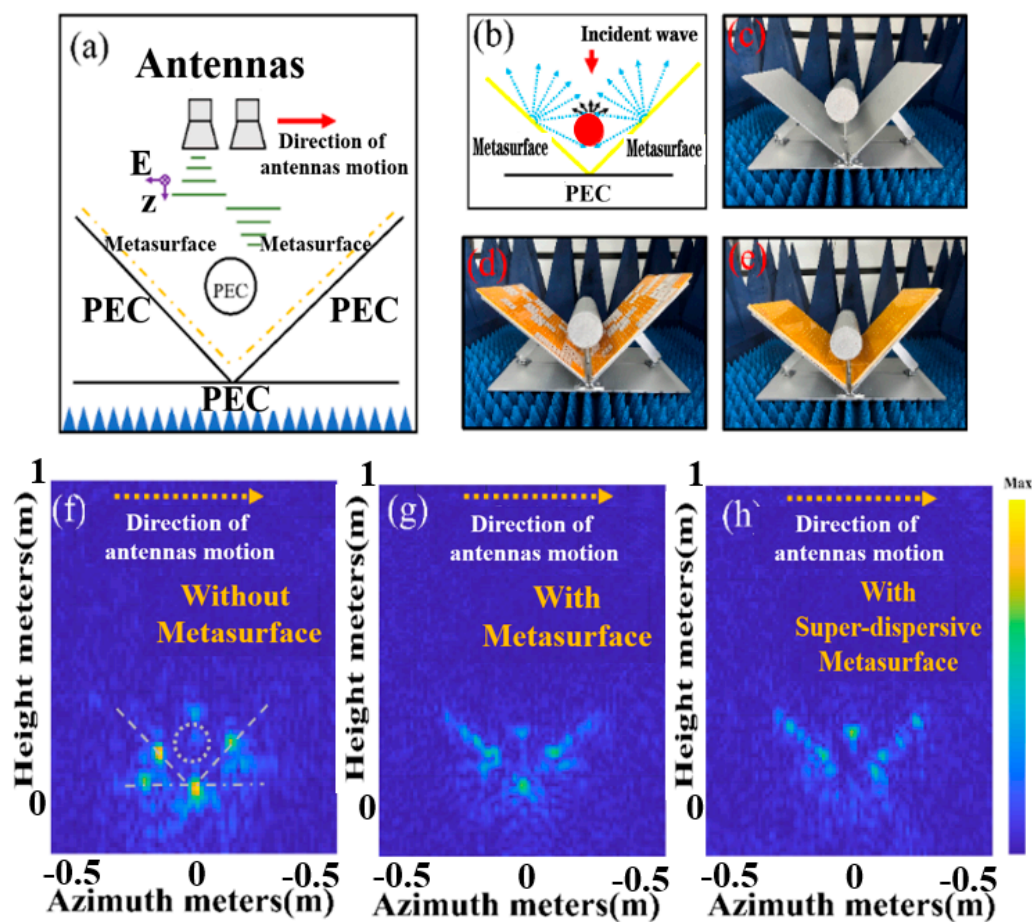 (a)
Antennas
Direction of
antennas motion
E
z
Metasurface
Metasurface
PEC
PEC
PEC
PEC
(b)
Incident wave
Metasurface
Metasurface
PEC
(c)
(d)
(e)
1
(f)
Direction of
antennas motion
Without
Metasurface
Height meters(m)
0
-0.5
0
-0.5
Azimuth meters(m)
1
(g)
Direction of
antennas motion
With
Metasurface
Height meters(m)
0
-0.5
0
-0.5
Azimuth meters(m)
1
(h)
Direction of
antennas motion
With
Super-dispersive
Metasurface
Height meters(m)
0
-0.5
0
-0.5
Azimuth meters(m)
Max